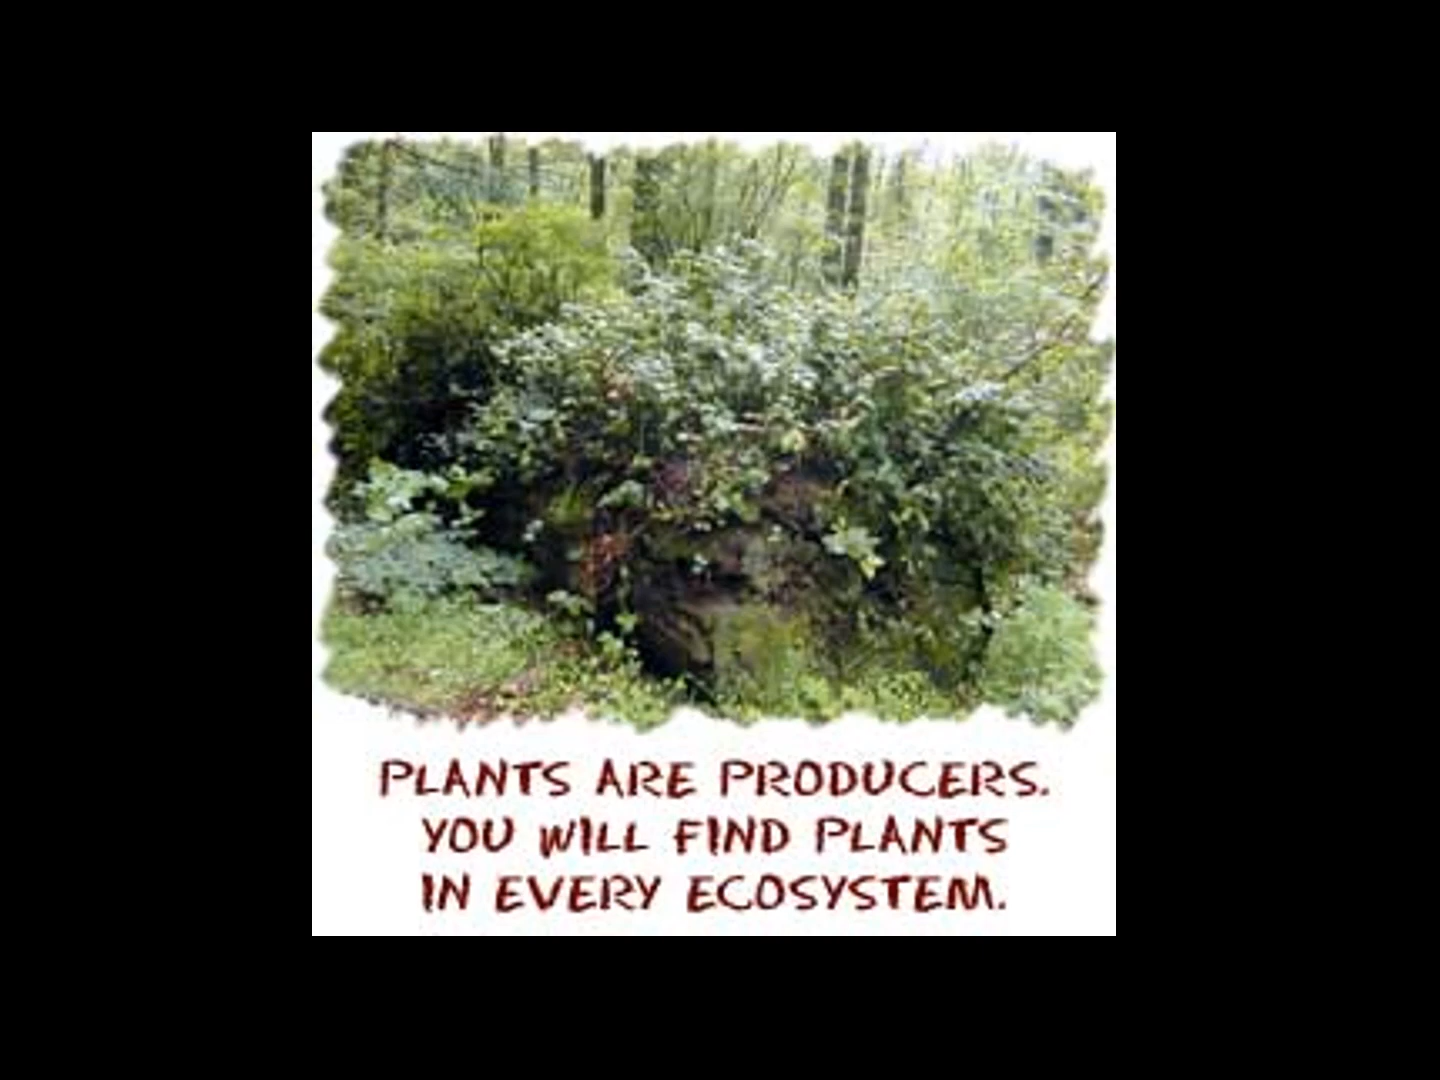 PLANTS ARE PRODUCERS.
YOU WILL FIND PLANTS
IN EVERY ECOSYSTEM.